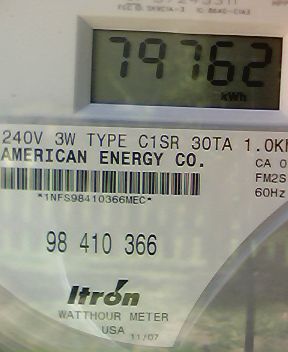 79762
kWh
240V 3W TYPE C1SR 30TA 1.0K
AMERICAN ENERGY CO.
CA 0
FM2S
60Hz
*1NFS98410366MEC*
98 410 366
Itron
WATTHOUR METER
USA 11/07